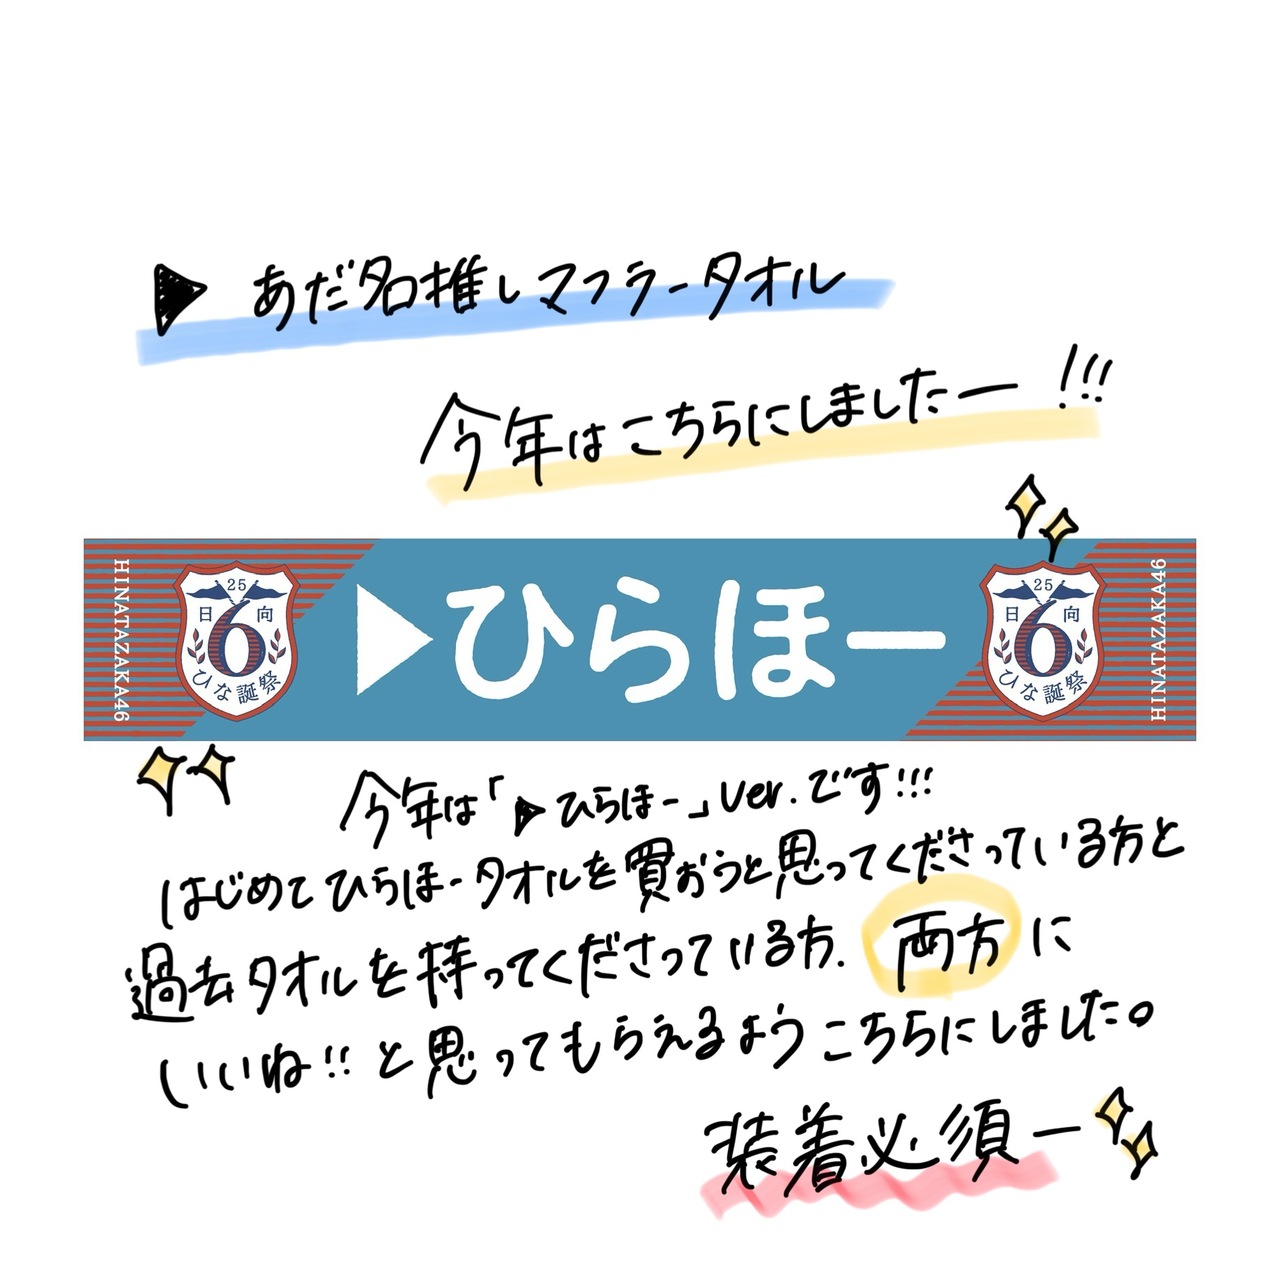 ▶ あだ名推しマフラータオル
今年はこちらにしましたー!!!
HINATAZAKA46
25
日 6 向
ひな誕祭
▶ひらほー
25
日 6 向
ひな誕祭
HINATAZAKA46
今年は「▶ひらほー」ver.です!!!
はじめてひらほータオルを買おうと思ってくださっている方と
過去タオルを持ってくださっている方、両方に
いいね!!と思ってもらえるようこちらにしました。
装着必須ー